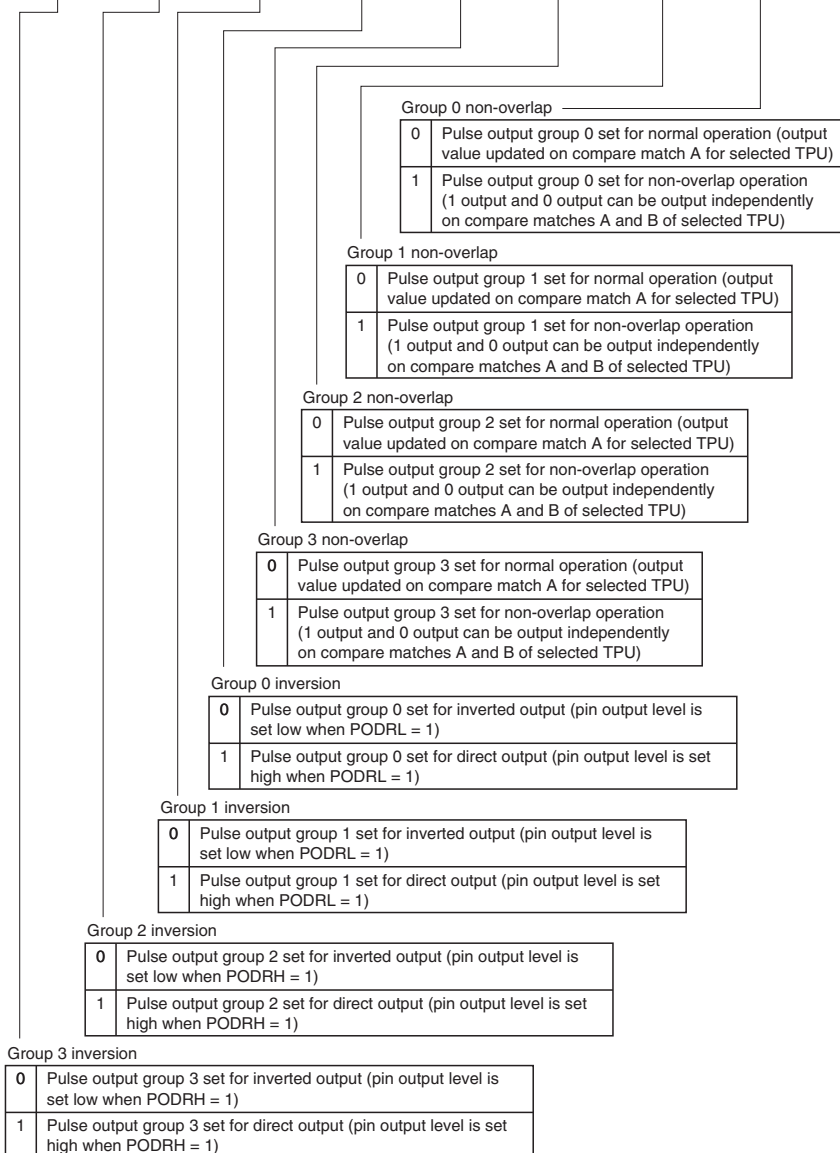 Group 0 non-overlap
0 Pulse output group 0 set for normal operation (output
value updated on compare match A for selected TPU)
1 Pulse output group 0 set for non-overlap operation
(1 output and 0 output can be output independently
on compare matches A and B of selected TPU)
Group 1 non-overlap
0 Pulse output group 1 set for normal operation (output
value updated on compare match A for selected TPU)
1 Pulse output group 1 set for non-overlap operation
(1 output and 0 output can be output independently
on compare matches A and B of selected TPU)
Group 2 non-overlap
0 Pulse output group 2 set for normal operation (output
value updated on compare match A for selected TPU)
1 Pulse output group 2 set for non-overlap operation
(1 output and 0 output can be output independently
on compare matches A and B of selected TPU)
Group 3 non-overlap
0 Pulse output group 3 set for normal operation (output
value updated on compare match A for selected TPU)
1 Pulse output group 3 set for non-overlap operation
(1 output and 0 output can be output independently
on compare matches A and B of selected TPU)
Group 0 inversion
0 Pulse output group 0 set for inverted output (pin output level is
set low when PODRL = 1)
1 Pulse output group 0 set for direct output (pin output level is set
high when PODRL = 1)
Group 1 inversion
0 Pulse output group 1 set for inverted output (pin output level is
set low when PODRL = 1)
1 Pulse output group 1 set for direct output (pin output level is set
high when PODRL = 1)
Group 2 inversion
0 Pulse output group 2 set for inverted output (pin output level is
set low when PODRH = 1)
1 Pulse output group 2 set for direct output (pin output level is set
high when PODRH = 1)
Group 3 inversion
0 Pulse output group 3 set for inverted output (pin output level is
set low when PODRH = 1)
1 Pulse output group 3 set for direct output (pin output level is set
high when PODRH = 1)